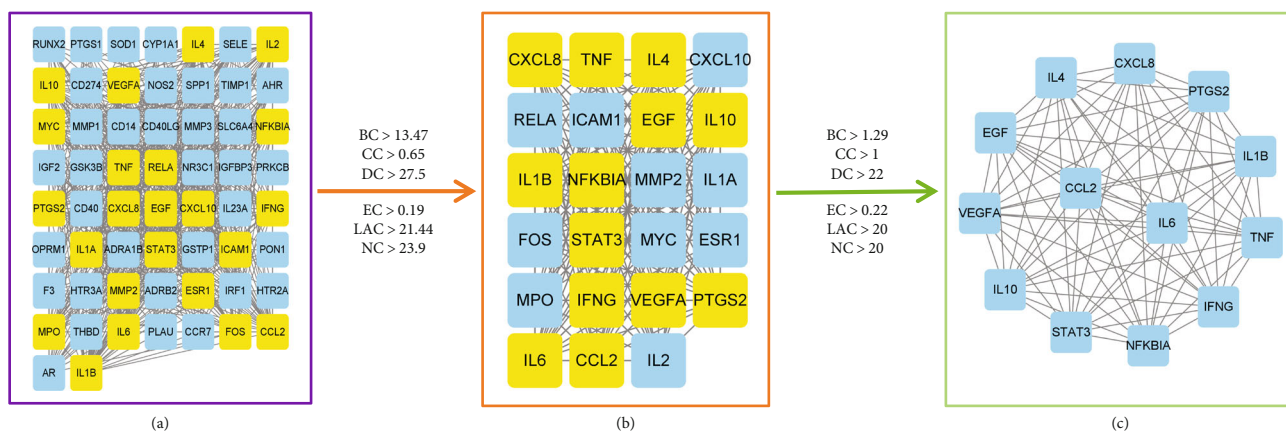 RUNX2 PTGS1 SOD1 CYP1A1 IL4 SELE IL2
IL10 CD274 VEGFA NOS2 SPP1 TIMP1 AHR
MYC MMP1 CD14 CD40LG MMP3 SLC6A4 NFKBIA
IGF2 GSK3B TNF RELA NR3C1 IGFBP3 PRKCB
PTGS2 CD40 CXCL8 EGF CXCL10 IL23A IFNG
OPRM1 IL1A ADRA1B STAT3 GSTP1 ICAM1 PON1
F3 HTR3A MMP2 ADRB2 ESR1 IRF1 HTR2A
MPO THBD IL6 PLAU CCR7 FOS CCL2
AR IL1B
(a)
BC > 13.47
CC > 0.65
DC > 27.5
EC > 0.19
LAC > 21.44
NC > 23.9
CXCL8 TNF IL4 CXCL10
RELA ICAM1 EGF IL10
IL1B NFKBIA MMP2 IL1A
FOS STAT3 MYC ESR1
MPO IFNG VEGFA PTGS2
IL6 CCL2 IL2
(b)
BC > 1.29
CC > 1
DC > 22
EC > 0.22
LAC > 20
NC > 20
CXCL8
IL4
PTGS2
EGF
IL1B
CCL2
VEGFA
IL6
TNF
IL10
IFNG
STAT3
NFKBIA
(c)